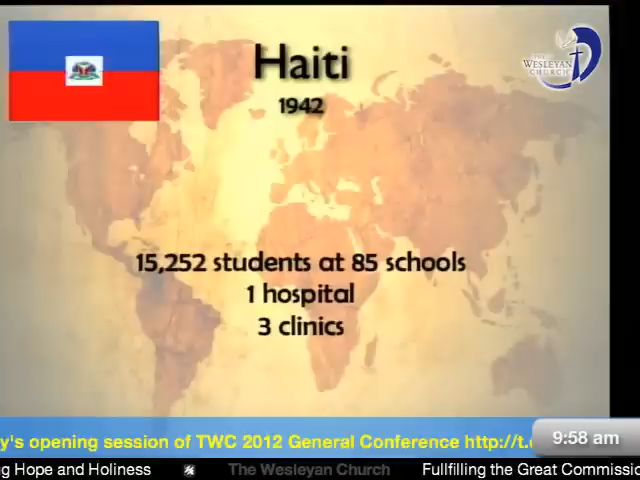 Haiti
1942
THE
WESLEYAN
CHURCH
15,252 students at 85 schools
1 hospital
3 clinics
y's opening session of TWC 2012 General Conference http://t.
9:58 am
g Hope and Holiness The Wesleyan Church Fullfilling the Great Commissio